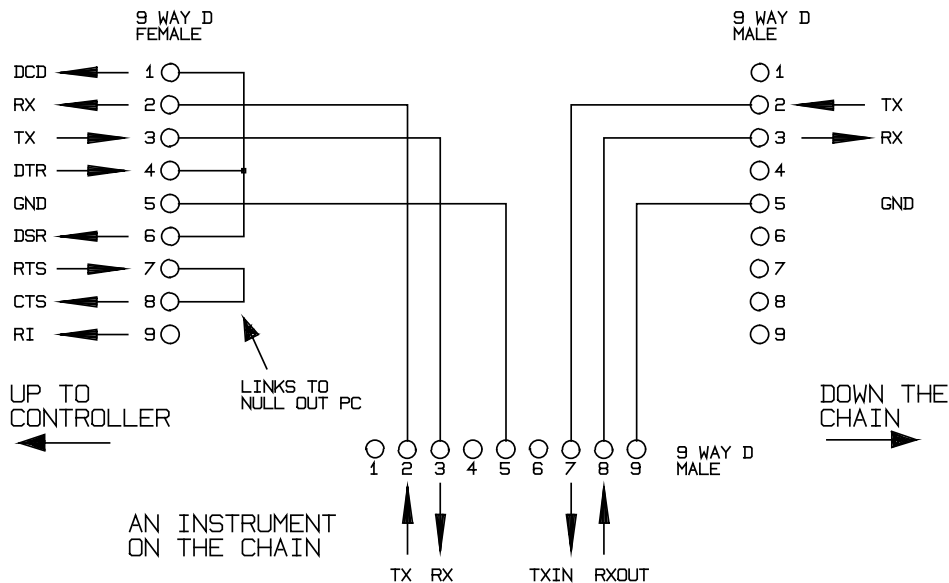 9 WAY D
FEMALE
9 WAY D
MALE
DCD 1
RX 2
TX 3
DTR 4
GND 5
DSR 6
RTS 7
CTS 8
RI 9
1
2 TX
3 RX
4
5 GND
6
7
8
9
LINKS TO
NULL OUT PC
UP TO
CONTROLLER
DOWN THE
CHAIN
1 2 3 4 5 6 7 8 9
9 WAY D
MALE
AN INSTRUMENT
ON THE CHAIN
TX RX TXIN RXOUT